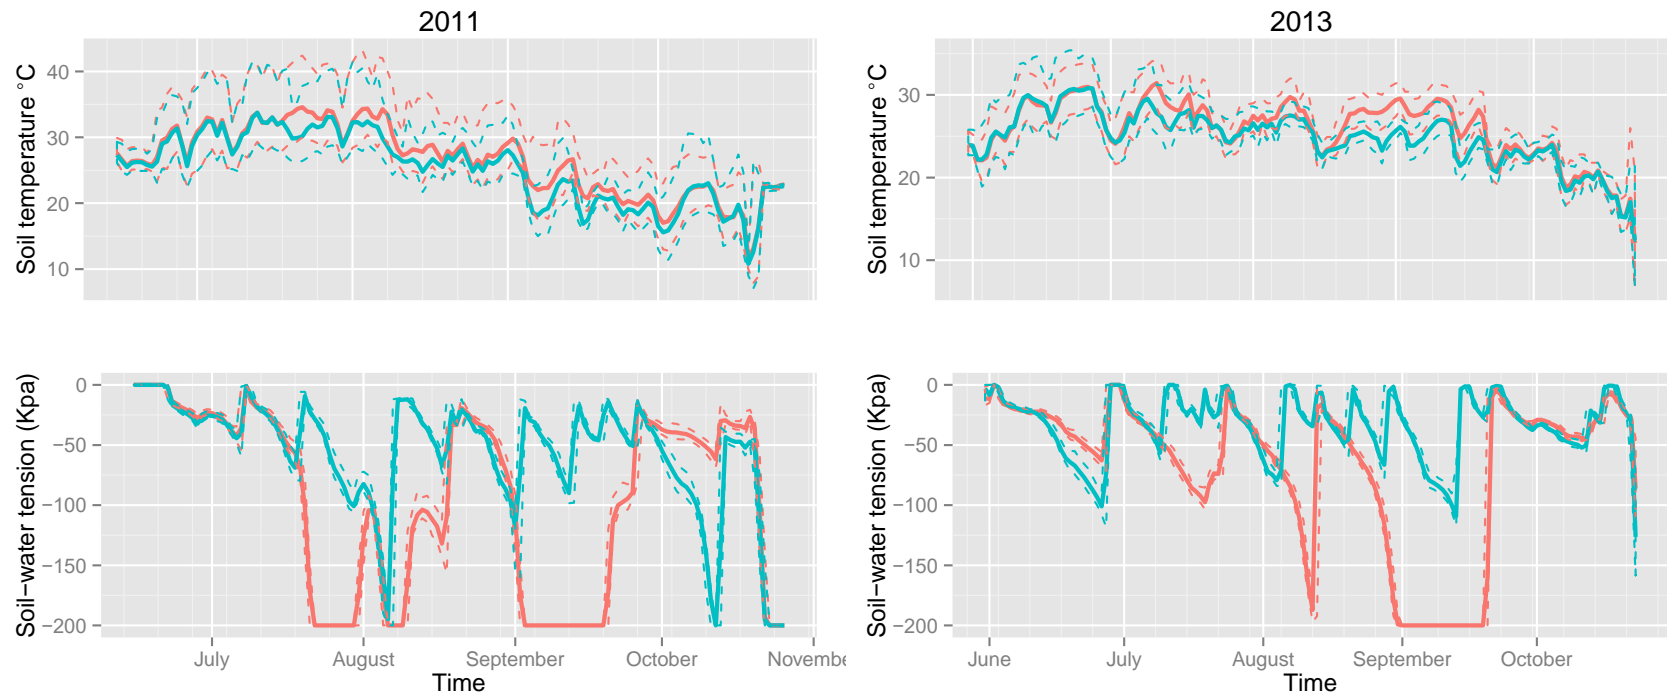 2011
2013
Soil temperature °C
40
30
20
10
Soil temperature °C
30
20
10
Soil−water tension (Kpa)
0
−50
−100
−150
−200
Soil−water tension (Kpa)
0
−50
−100
−150
−200
July August September October Novembe
June July August September October
Time
Time